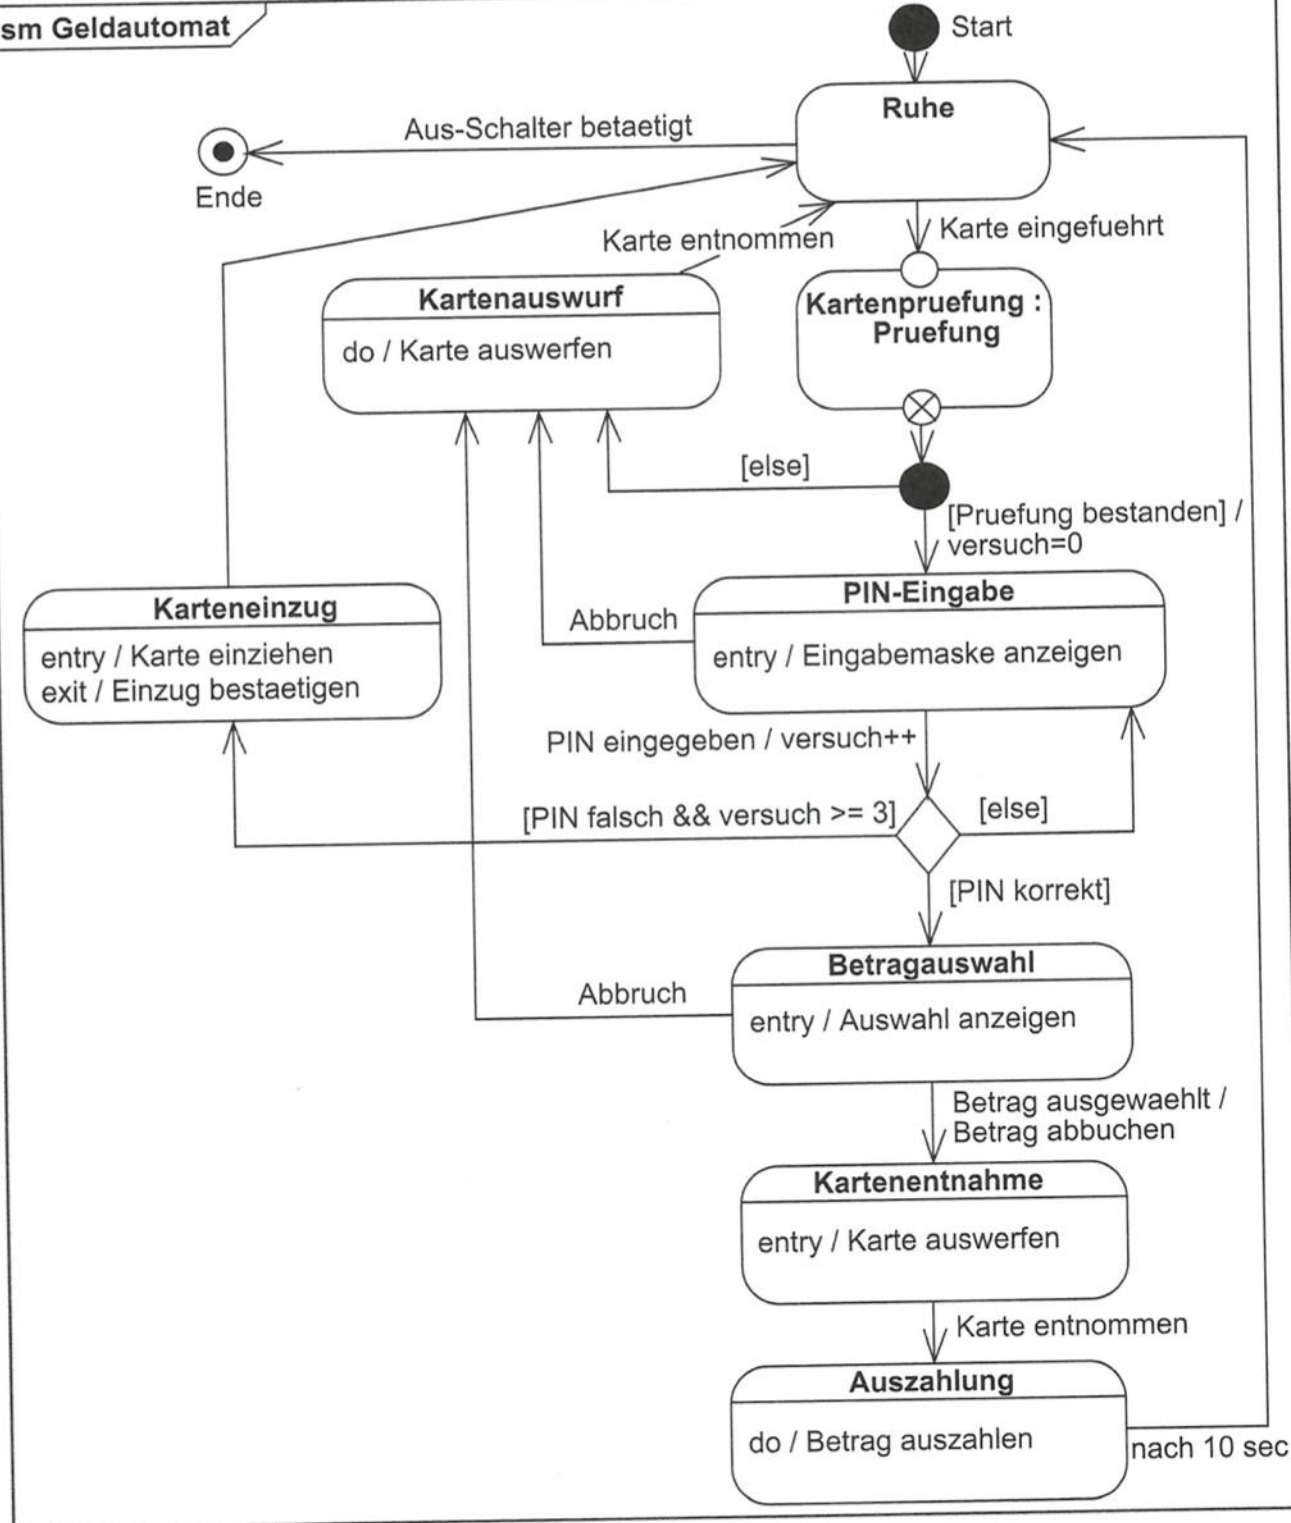 sm Geldautomat
Start
Ruhe
Aus-Schalter betaetigt
Ende
Karte entnommen
Karte eingefuehrt
Kartenauswurf
do / Karte auswerfen
Kartenpruefung :
Pruefung
[else]
[Pruefung bestanden] /
versuch=0
PIN-Eingabe
entry / Eingabemaske anzeigen
Abbruch
Karteneinzug
entry / Karte einziehen
exit / Einzug bestaetigen
PIN eingegeben / versuch++
[PIN falsch && versuch >= 3]
[else]
[PIN korrekt]
Betragauswahl
entry / Auswahl anzeigen
Abbruch
Betrag ausgewaehlt /
Betrag abbuchen
Kartenentnahme
entry / Karte auswerfen
Karte entnommen
Auszahlung
do / Betrag auszahlen
nach 10 sec